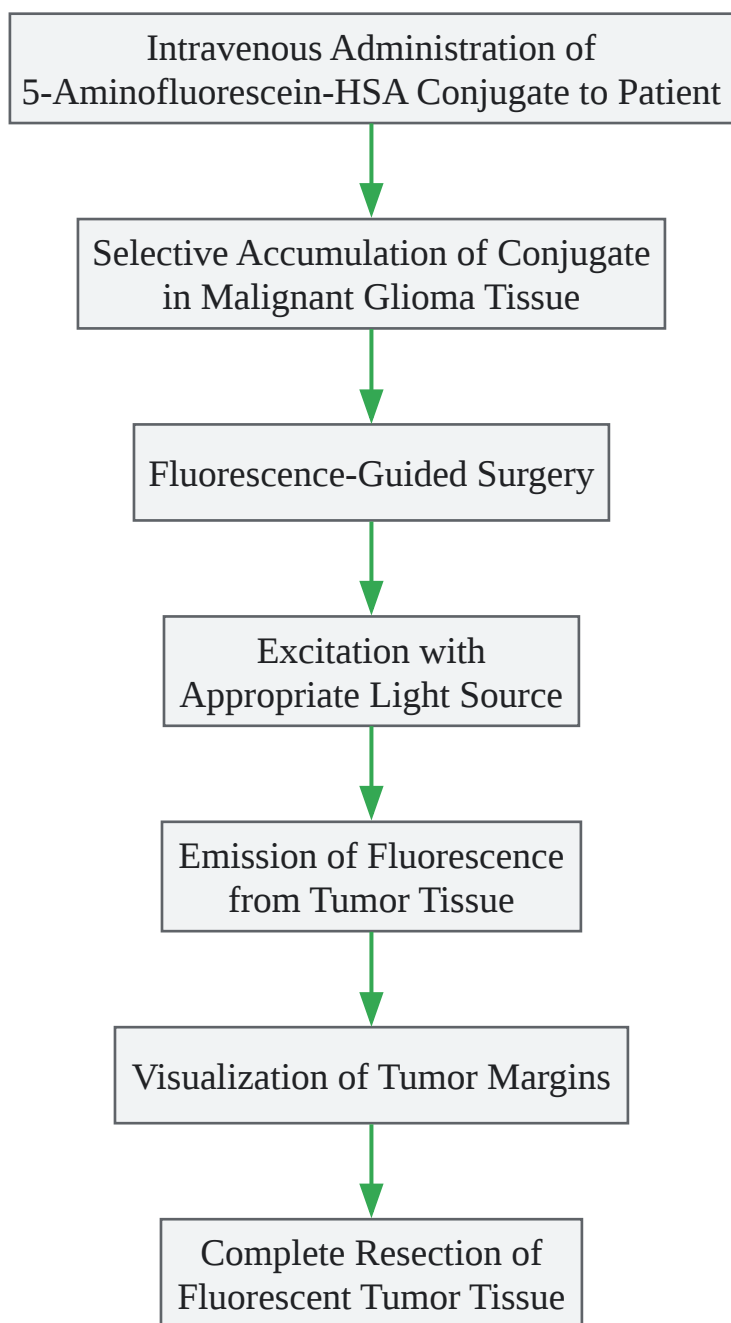 Intravenous Administration of
5-Aminofluorescein-HSA Conjugate to Patient
Selective Accumulation of Conjugate
in Malignant Glioma Tissue
Fluorescence-Guided Surgery
Excitation with
Appropriate Light Source
Emission of Fluorescence
from Tumor Tissue
Visualization of Tumor Margins
Complete Resection of
Fluorescent Tumor Tissue